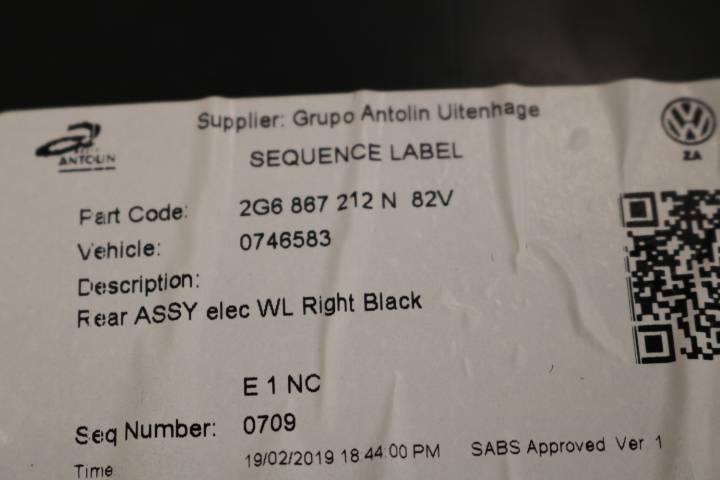 ANTOLIN
Supplier: Grupo Antolin Uitenhage
SEQUENCE LABEL
ZA
Part Code: 2G6 867 212 N 82V
Vehicle: 0746583
Description:
Rear ASSY elec WL Right Black
E 1 NC
Seq Number: 0709
Time 19/02/2019 18:44:00 PM SABS Approved Ver 1